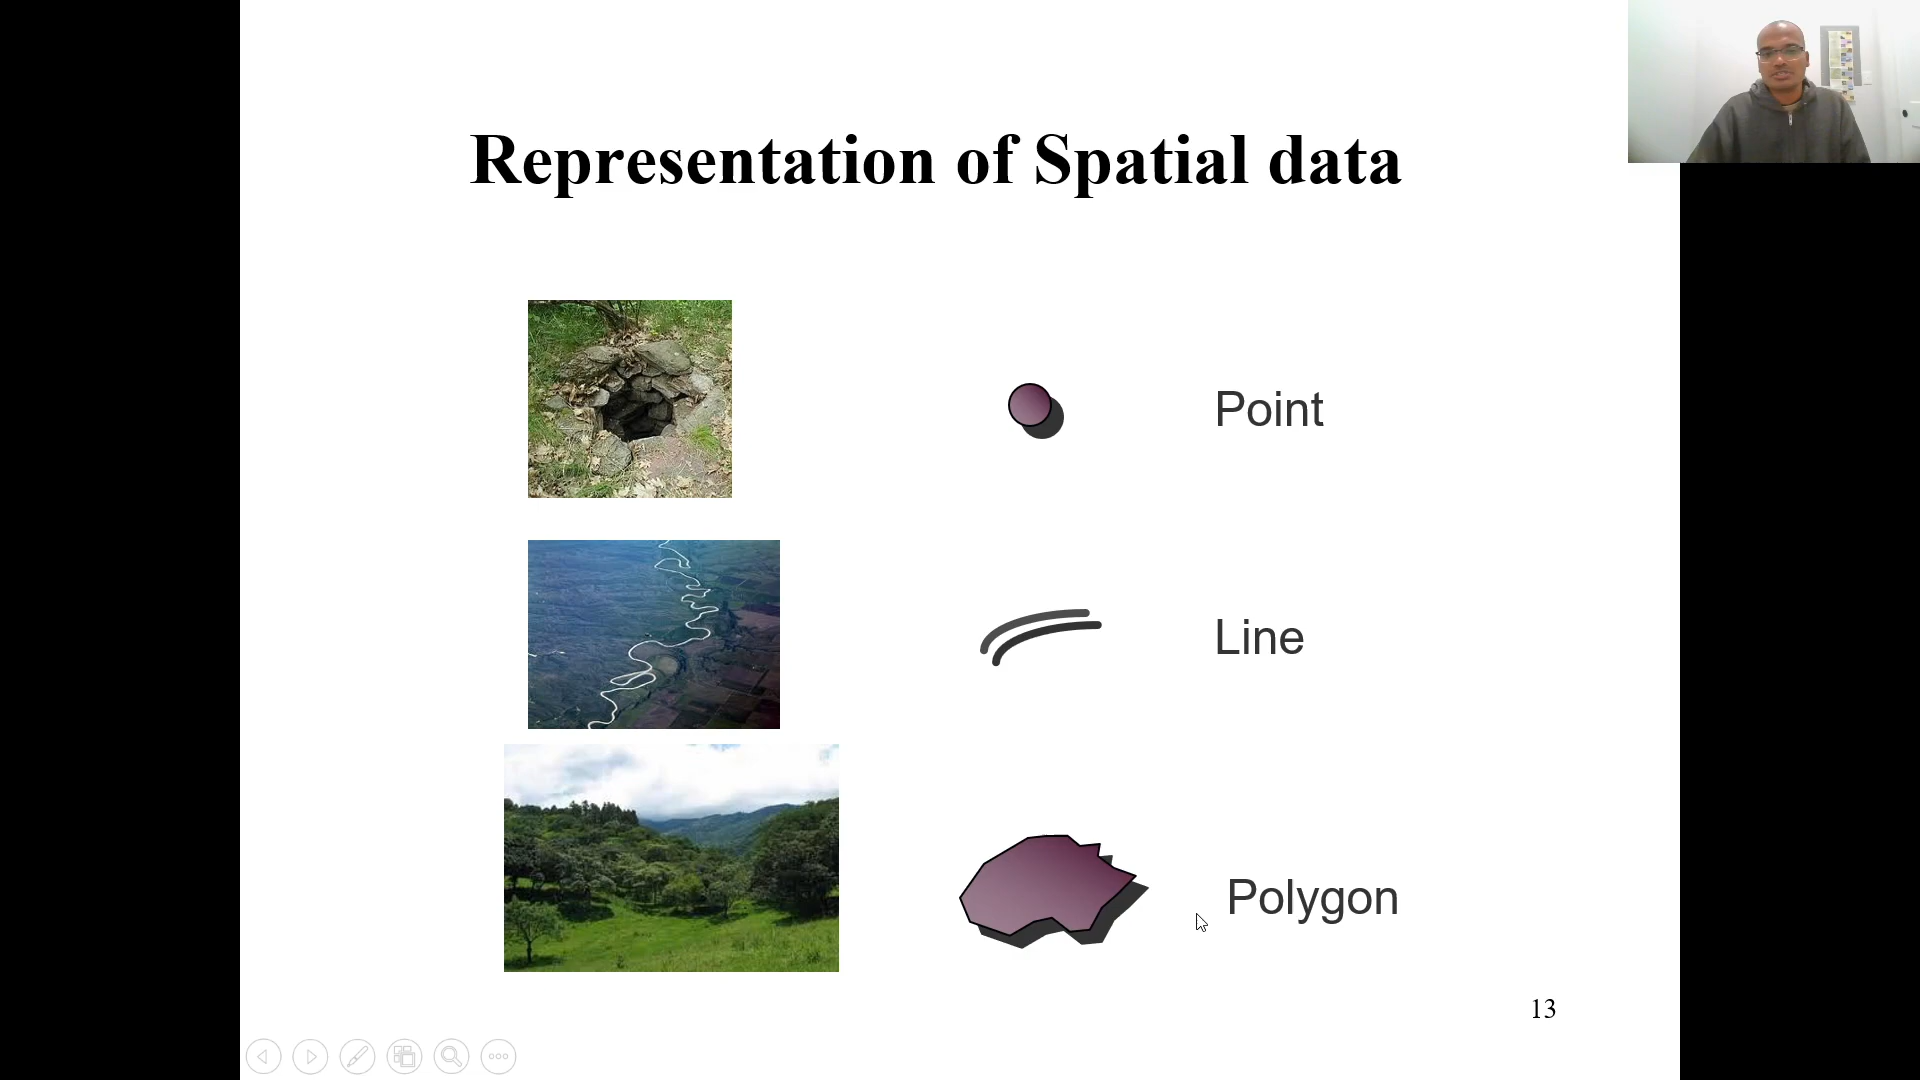 Representation of Spatial data
Point
Line
Polygon
13